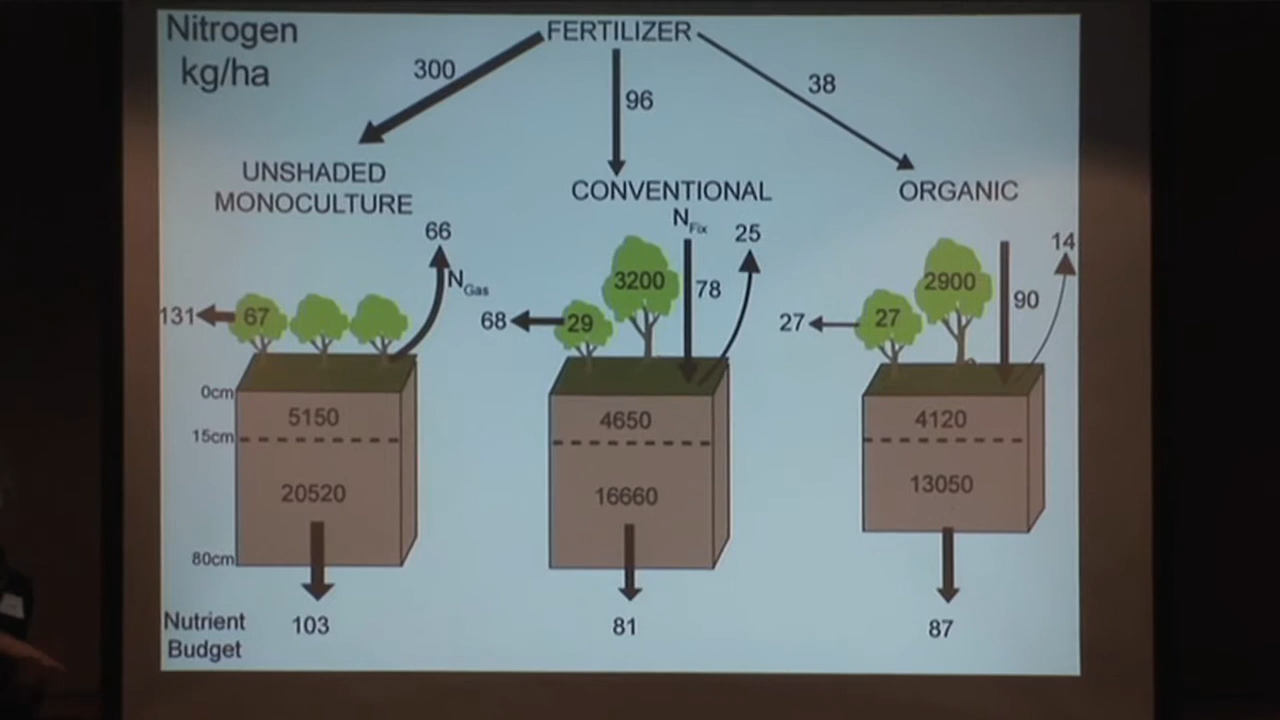 Nitrogen
kg/ha
FERTILIZER
300
96
38
UNSHADED
MONOCULTURE
CONVENTIONAL
ORGANIC
N Fix
66
25
14
N Gas
3200
78
2900
90
131
67
68
29
27
27
0cm
5150
4650
4120
15cm
20520
16660
13050
80cm
Nutrient
Budget
103
81
87